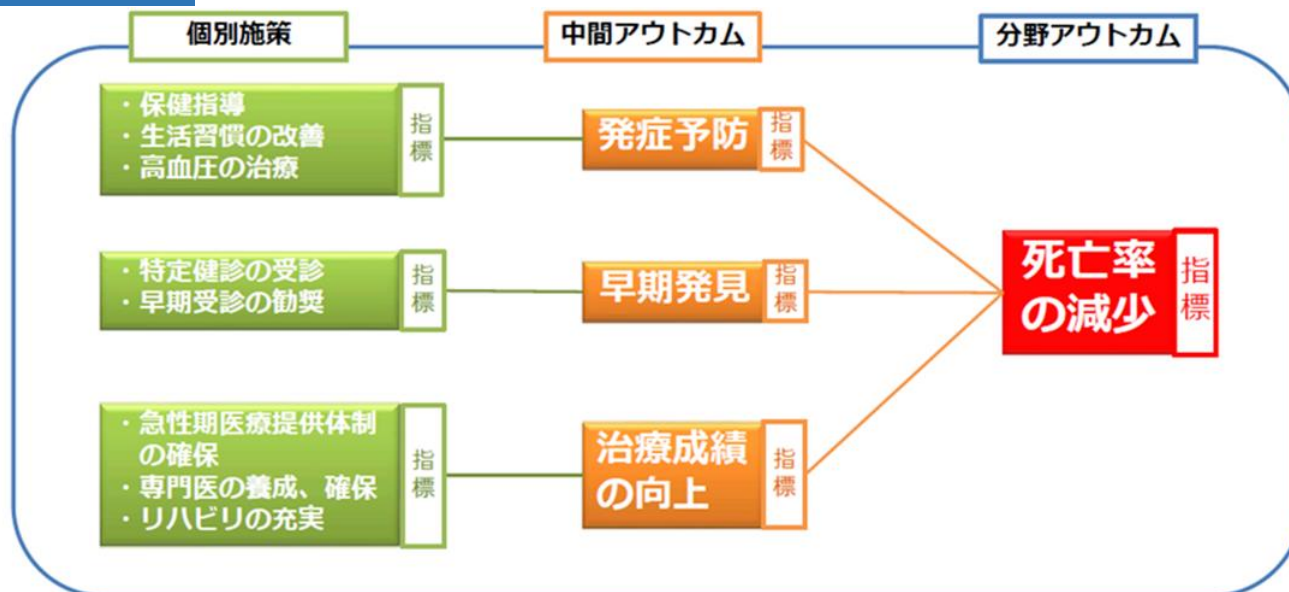 個別施策
中間アウトカム
分野アウトカム
・保健指導
・生活習慣の改善
・高血圧の治療
指標
発症予防
指標
・特定健診の受診
・早期受診の勧奨
指標
早期発見
指標
死亡率
の減少
指標
・急性期医療提供体制
の確保
・専門医の養成、確保
・リハビリの充実
指標
治療成績
の向上
指標